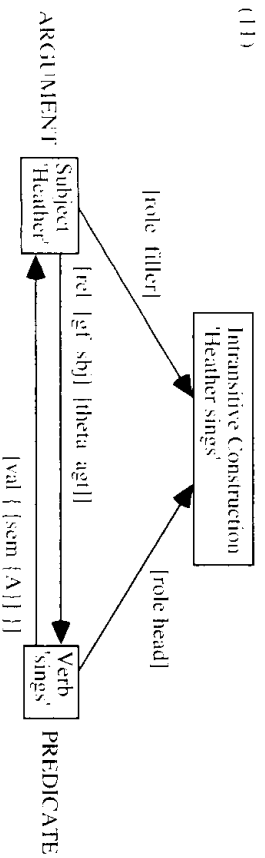 (11)
Intransitive Construction
'Heather sings'
[role filler]
[role head]
Subject
'Heather'
Verb
'sings'
ARGUMENT
PREDICATE
[rel [gf sbj] [theta agt]]
[val { [sem {A} ] } ]